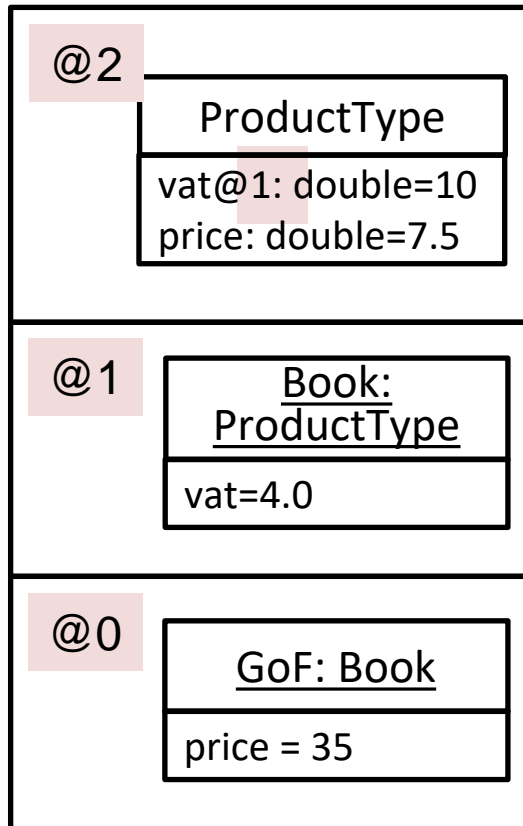 @2
ProductType
vat@1: double=10
price: double=7.5
@1
Book:
ProductType
vat=4.0
@0
GoF: Book
price = 35